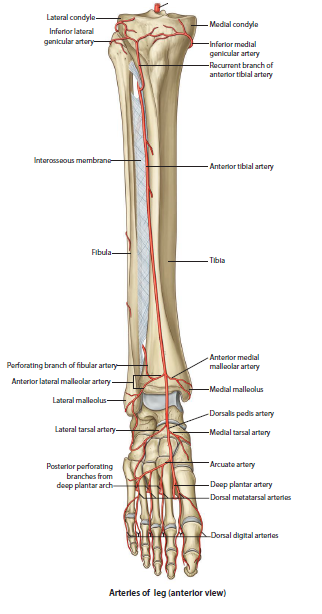 Lateral condyle
Medial condyle
Inferior lateral
genicular artery
Inferior medial
genicular artery
Recurrent branch of
anterior tibial artery
Interosseous membrane
Anterior tibial artery
Fibula
Tibia
Perforating branch of fibular artery
Anterior medial
malleolar artery
Anterior lateral malleolar artery
Medial malleolus
Lateral malleolus
Dorsalis pedis artery
Lateral tarsal artery
Medial tarsal artery
Posterior perforating
branches from
deep plantar arch
Arcuate artery
Deep plantar artery
Dorsal metatarsal arteries
Dorsal digital arteries
Arteries of leg (anterior view)